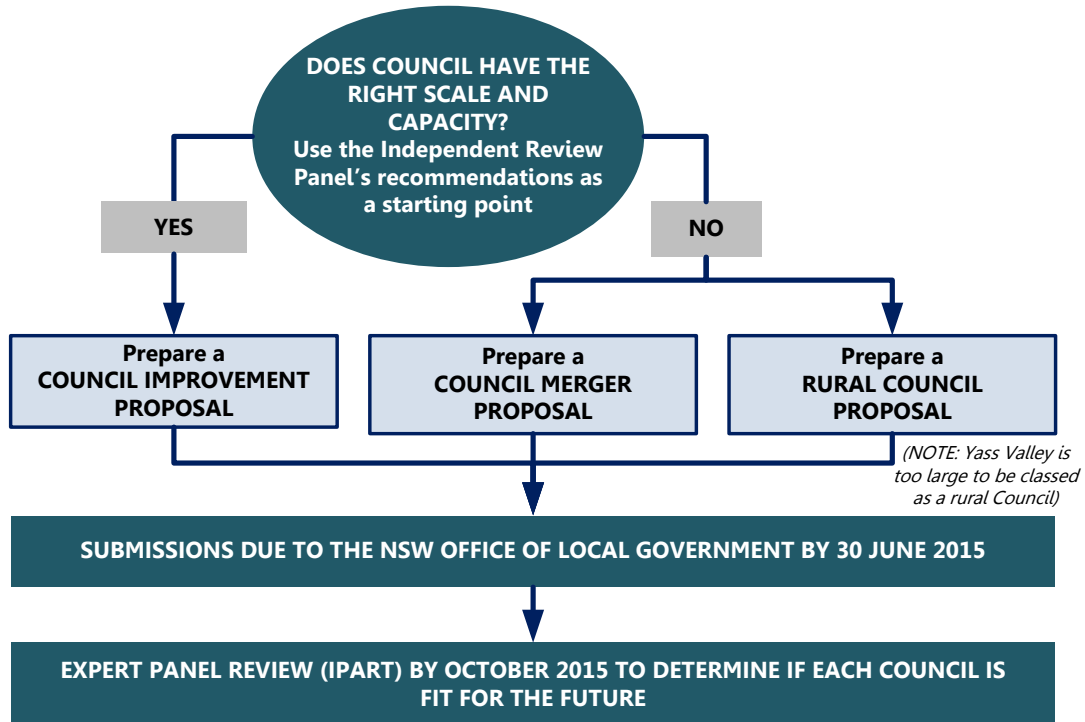 DOES COUNCIL HAVE THE
RIGHT SCALE AND
CAPACITY?
Use the Independent Review
Panel’s recommendations as
a starting point
YES
NO
Prepare a
COUNCIL IMPROVEMENT
PROPOSAL
Prepare a
COUNCIL MERGER
PROPOSAL
Prepare a
RURAL COUNCIL
PROPOSAL
(NOTE: Yass Valley is
too large to be classed
as a rural Council)
SUBMISSIONS DUE TO THE NSW OFFICE OF LOCAL GOVERNMENT BY 30 JUNE 2015
EXPERT PANEL REVIEW (IPART) BY OCTOBER 2015 TO DETERMINE IF EACH COUNCIL IS
FIT FOR THE FUTURE